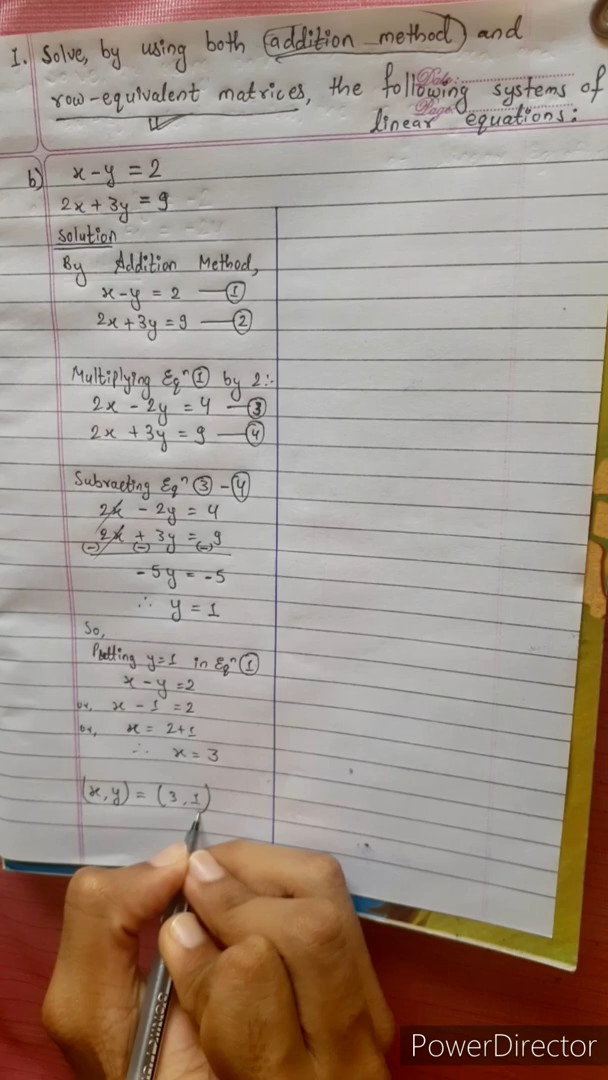 1. Solve, by using both addition method and
row-equivalent matrices, the following systems of
Date:
Page:
linear equations:
b) x - y = 2
2x + 3y = 9
Solution
By Addition Method,
x - y = 2 — ①
2x + 3y = 9 — ②
Multiplying Eqⁿ ① by 2:-
2x - 2y = 4 — ③
2x + 3y = 9 — ④
Subracting Eqⁿ ③ - ④
2x - 2y = 4
2x + 3y = 9
(-) (-) (-)
-5y = -5
∴ y = 1
So,
Putting y=1 in Eqⁿ ①
x - y = 2
or, x - 1 = 2
or, x = 2+1
∴ x = 3
(x, y) = (3, 1)
PowerDirector